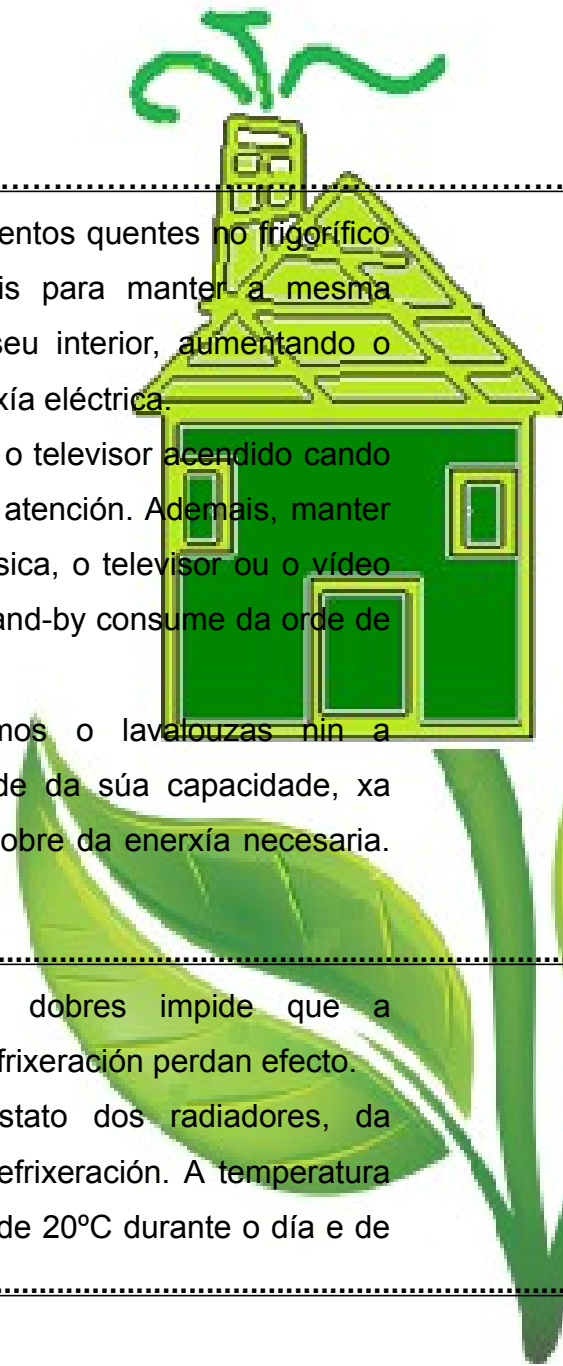 entos quentes no frigorífico
is para manter a mesma
seu interior, aumentando o
xía eléctrica.
o televisor acendido cando
atención. Ademais, manter
sica, o televisor ou o vídeo
and-by consume da orde de
mos o lavalouzas nin a
de da súa capacidade, xa
obre da enerxía necesaria.
dobres impide que a
frixeración perdan efecto.
stato dos radiadores, da
efrixeración. A temperatura
de 20ºC durante o día e de